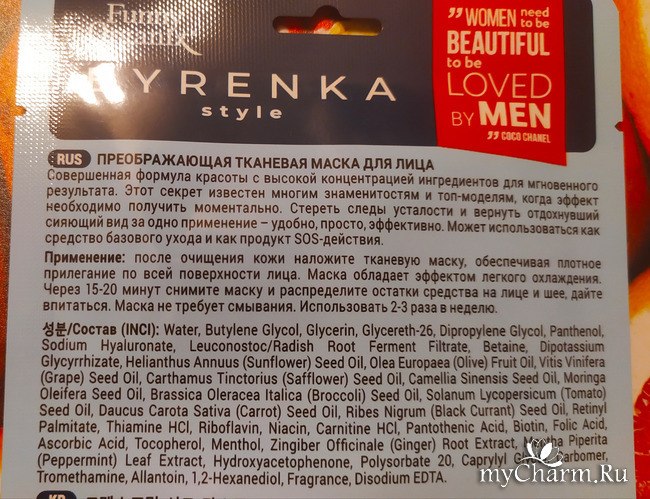 Funny Organix
YRENKA
style
"WOMEN need
to be
BEAUTIFUL
to be
LOVED
BY MEN
"COCO CHANEL
RUS ПРЕОБРАЖАЮЩАЯ ТКАНЕВАЯ МАСКА ДЛЯ ЛИЦА
Совершенная формула красоты с высокой концентрацией ингредиентов для мгновенного
результата. Этот секрет известен многим знаменитостям и топ-моделям, когда эффект
необходимо получить моментально. Стереть следы усталости и вернуть отдохнувший
сияющий вид за одно применение – удобно, просто, эффективно. Может использоваться как
средство базового ухода и как продукт SOS-действия.
Применение: после очищения кожи наложите тканевую маску, обеспечивая плотное
прилегание по всей поверхности лица. Маска обладает эффектом легкого охлаждения.
Через 15-20 минут снимите маску и распределите остатки средства на лице и шее, дайте
впитаться. Маска не требует смывания. Использовать 2-3 раза в неделю.
성분/Состав (INCI): Water, Butylene Glycol, Glycerin, Glycereth-26, Dipropylene Glycol, Panthenol,
Sodium Hyaluronate, Leuconostoc/Radish Root Ferment Filtrate, Betaine, Dipotassium
Glycyrrhizate, Helianthus Annuus (Sunflower) Seed Oil, Olea Europaea (Olive) Fruit Oil, Vitis Vinifera
(Grape) Seed Oil, Carthamus Tinctorius (Safflower) Seed Oil, Camellia Sinensis Seed Oil, Moringa
Oleifera Seed Oil, Brassica Oleracea Italica (Broccoli) Seed Oil, Solanum Lycopersicum (Tomato)
Seed Oil, Daucus Carota Sativa (Carrot) Seed Oil, Ribes Nigrum (Black Currant) Seed Oil, Retinyl
Palmitate, Thiamine HCl, Riboflavin, Niacin, Carnitine HCl, Pantothenic Acid, Biotin, Folic Acid,
Ascorbic Acid, Tocopherol, Menthol, Zingiber Officinale (Ginger) Root Extract, Mentha Piperita
(Peppermint) Leaf Extract, Hydroxyacetophenone, Polysorbate 20, Caprylyl Glycol, Carbomer,
Tromethamine, Allantoin, 1,2-Hexanediol, Fragrance, Disodium EDTA.
KR
myCharm.Ru